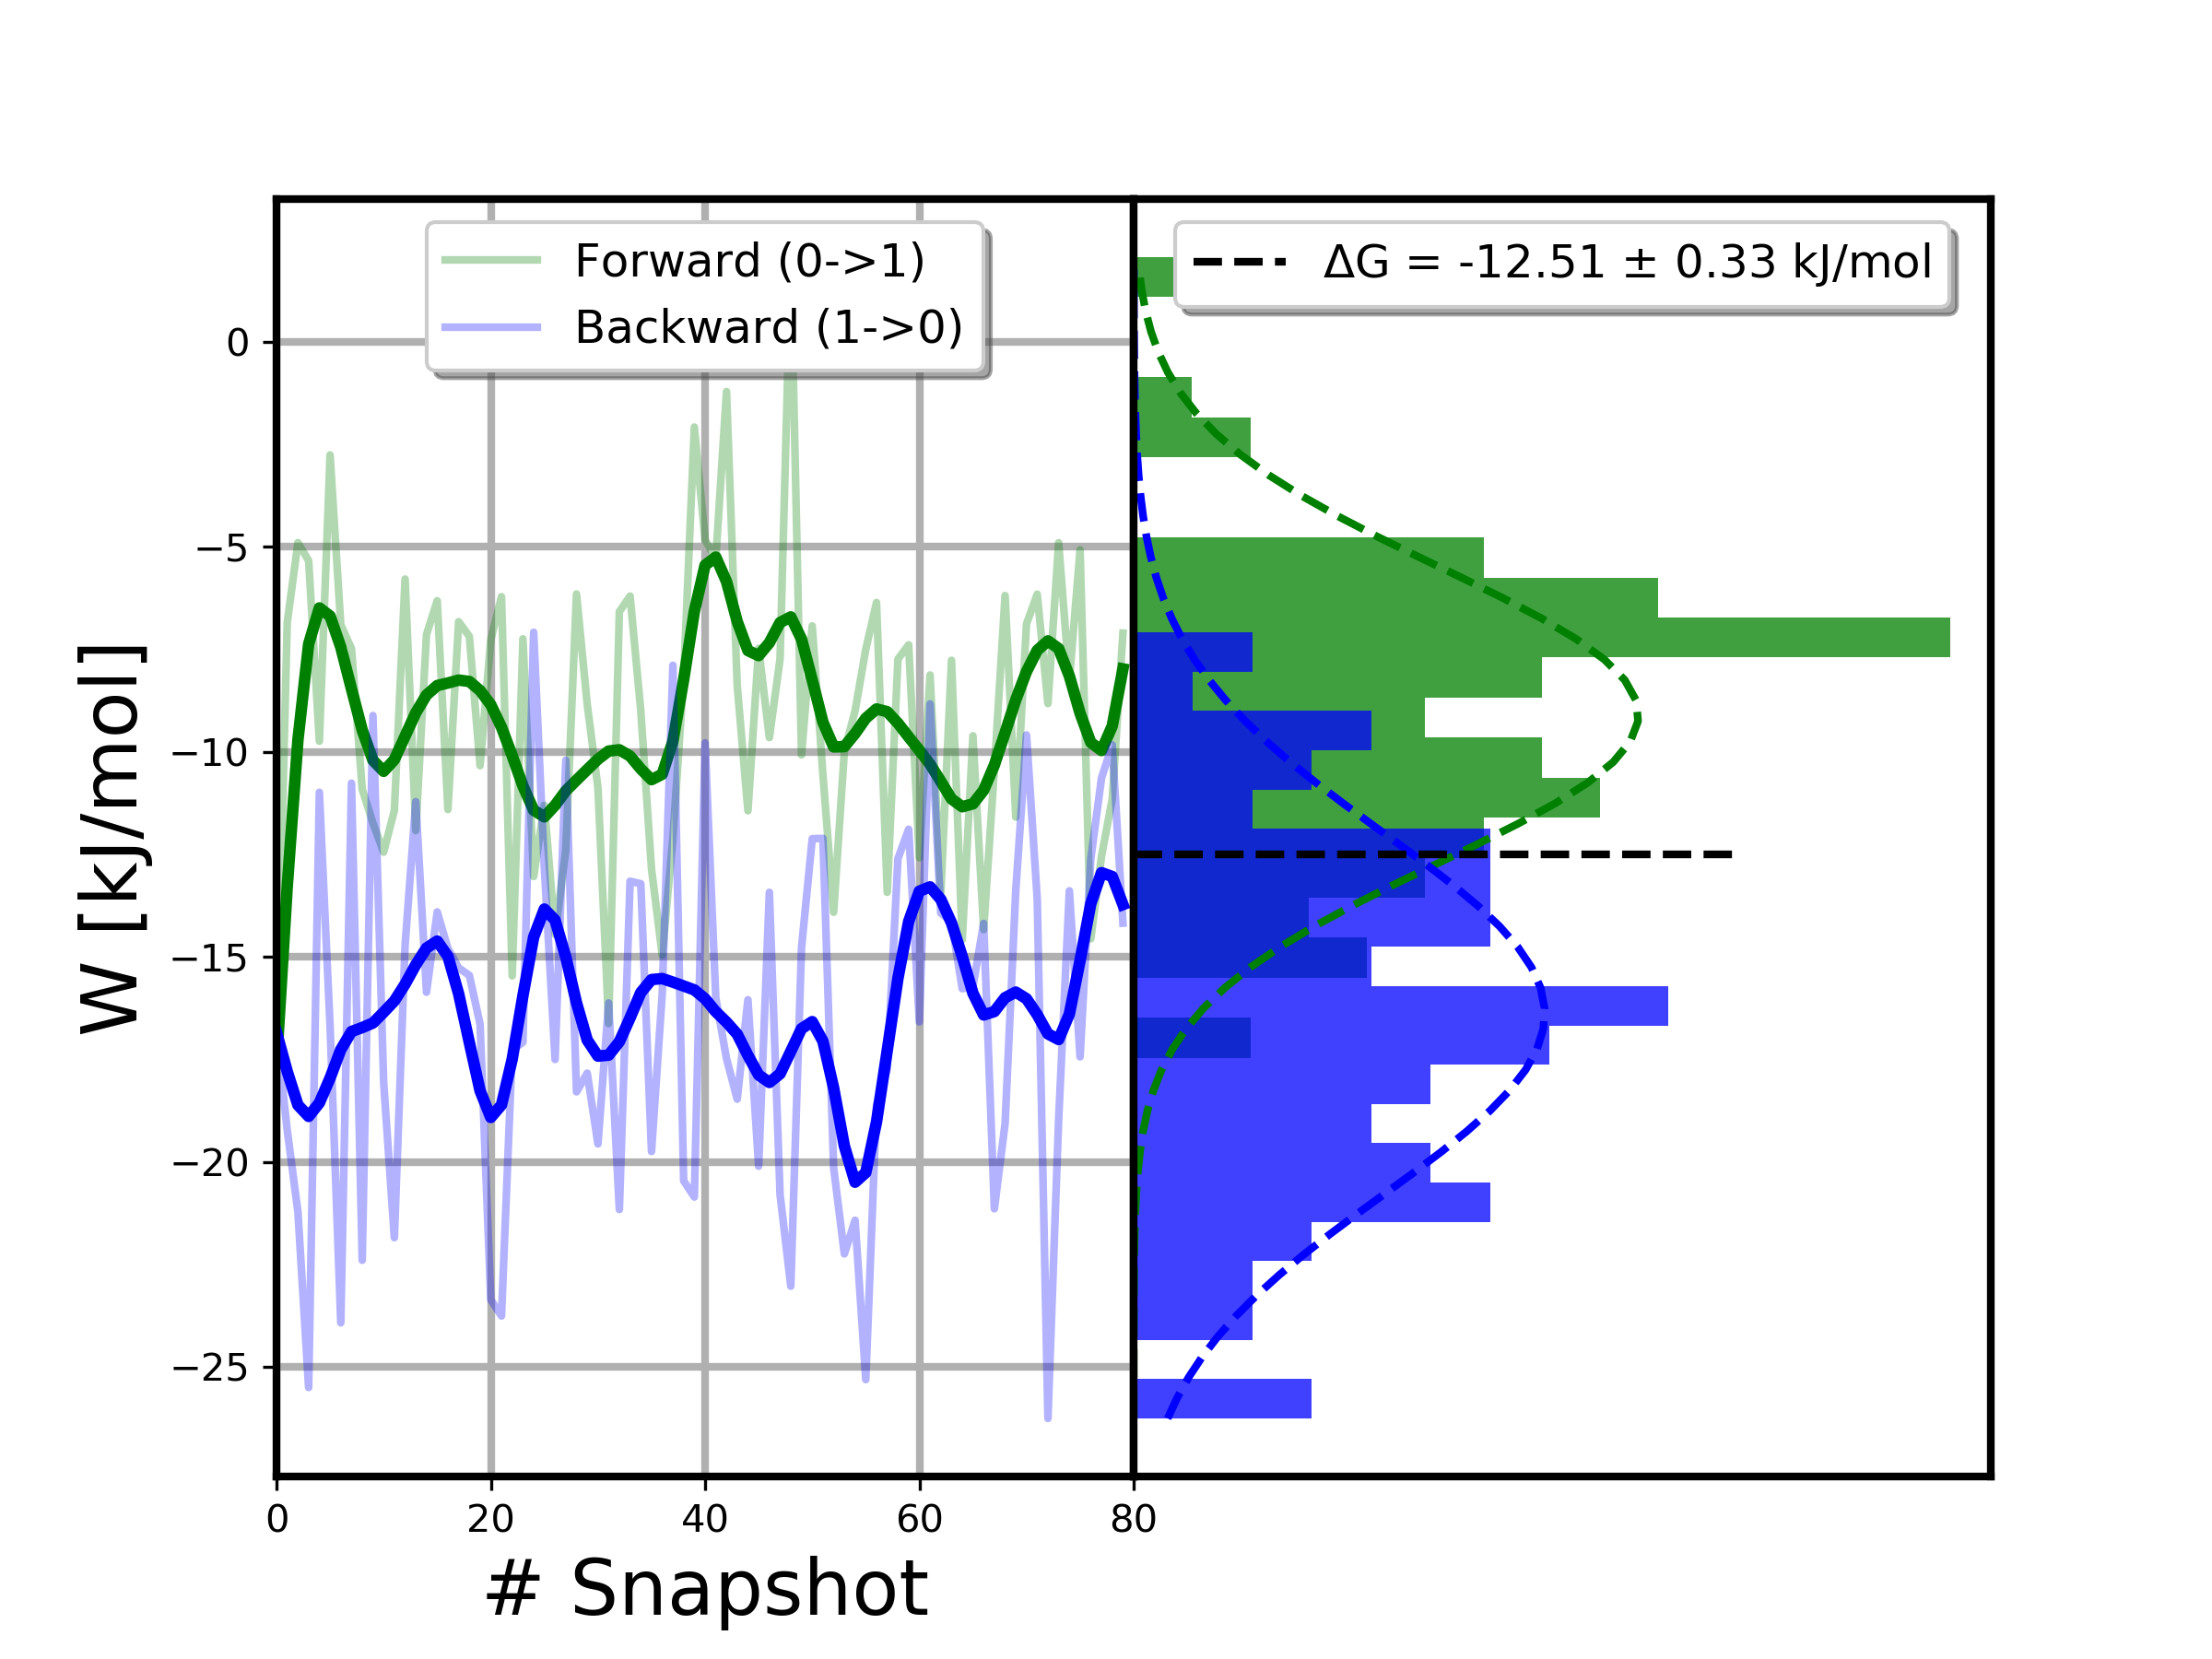 Forward (0->1)
Backward (1->0)
ΔG = -12.51 ± 0.33 kJ/mol
0
−5
−10
−15
−20
−25
W [kJ/mol]
0 20 40 60 80
# Snapshot